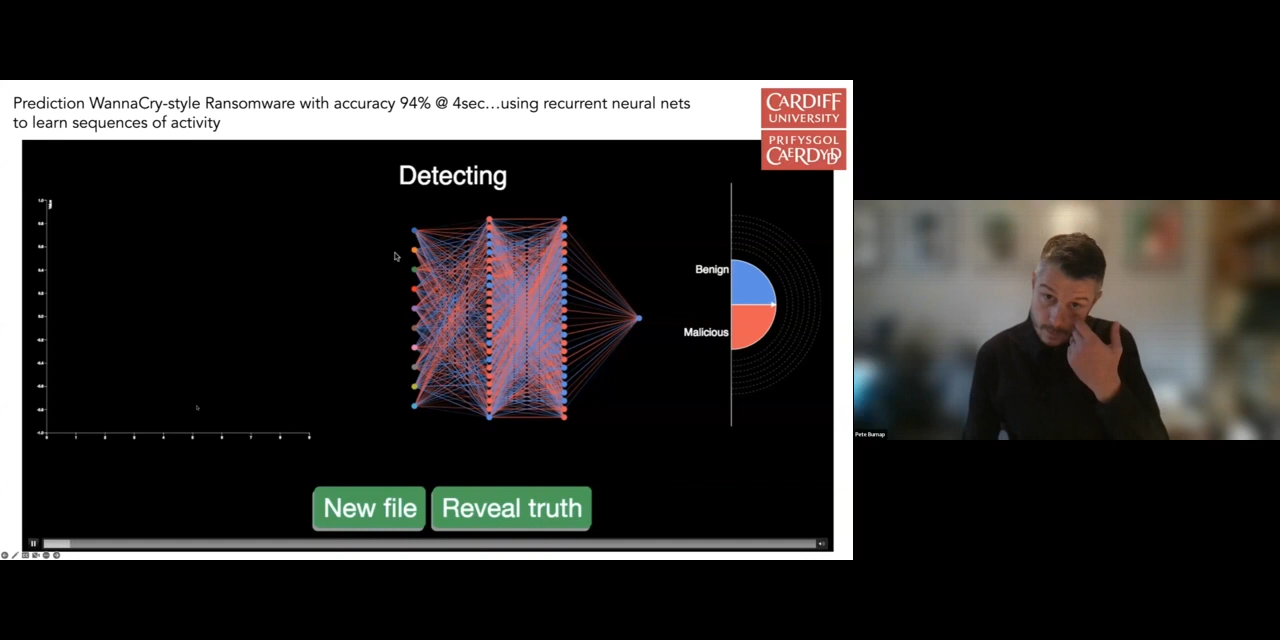 Prediction WannaCry-style Ransomware with accuracy 94% @ 4sec…using recurrent neural nets
to learn sequences of activity
CARDIFF
UNIVERSITY
PRIFYSGOL
CAERDYDD
Detecting
Benign
Malicious
New file
Reveal truth
Pete Burnap